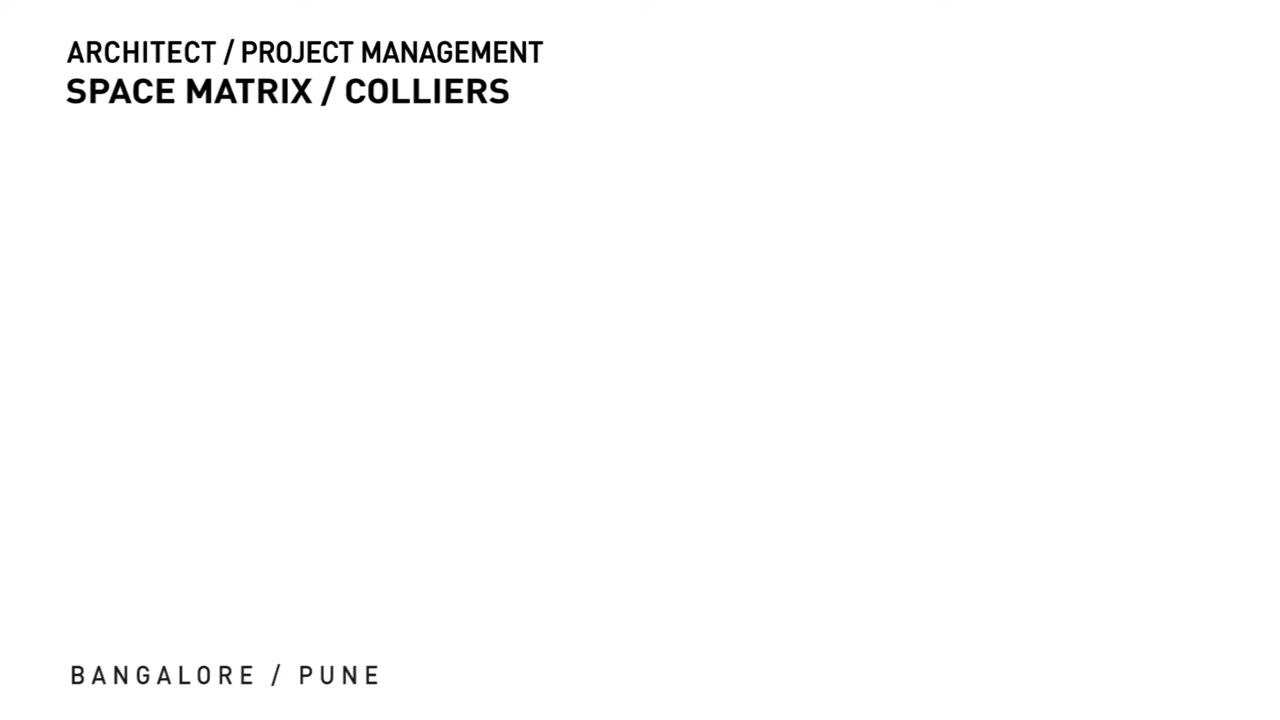 ARCHITECT / PROJECT MANAGEMENT
SPACE MATRIX / COLLIERS
BANGALORE / PUNE